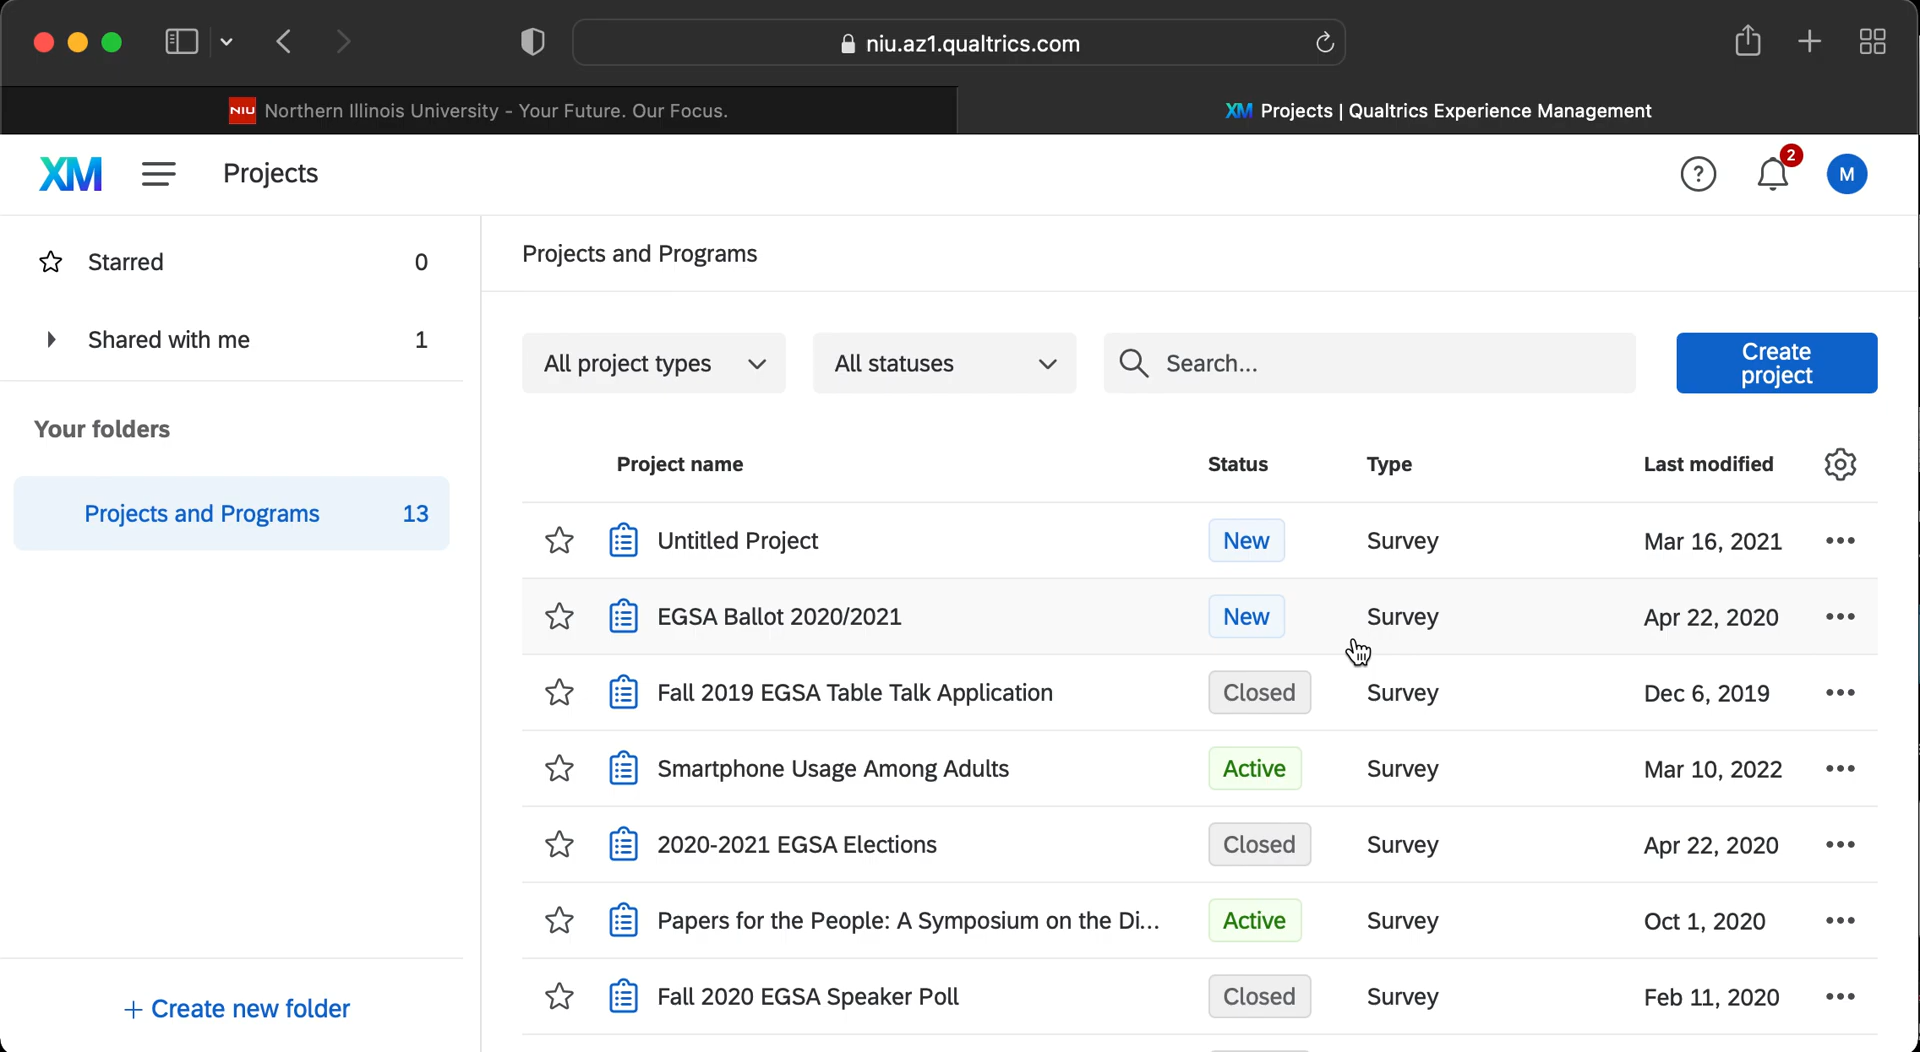 niu.az1.qualtrics.com
NIU Northern Illinois University - Your Future. Our Focus.
XM Projects | Qualtrics Experience Management
XM Projects
2
M
Starred 0
Shared with me 1
Your folders
Projects and Programs 13
+ Create new folder
Projects and Programs
All project types
All statuses
Search...
Create
project
Project name Status Type Last modified
Untitled Project New Survey Mar 16, 2021
EGSA Ballot 2020/2021 New Survey Apr 22, 2020
Fall 2019 EGSA Table Talk Application Closed Survey Dec 6, 2019
Smartphone Usage Among Adults Active Survey Mar 10, 2022
2020-2021 EGSA Elections Closed Survey Apr 22, 2020
Papers for the People: A Symposium on the Di... Active Survey Oct 1, 2020
Fall 2020 EGSA Speaker Poll Closed Survey Feb 11, 2020